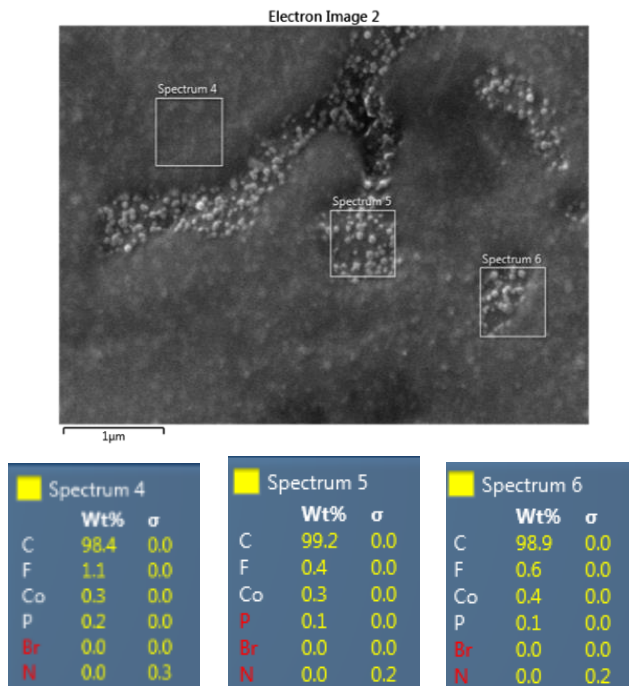 Electron Image 2
Spectrum 4
Spectrum 5
Spectrum 6
1µm
Spectrum 4
Wt% σ
C 98.4 0.0
F 1.1 0.0
Co 0.3 0.0
P 0.2 0.0
Br 0.0 0.0
N 0.0 0.3
Spectrum 5
Wt% σ
C 99.2 0.0
F 0.4 0.0
Co 0.3 0.0
P 0.1 0.0
Br 0.0 0.0
N 0.0 0.2
Spectrum 6
Wt% σ
C 98.9 0.0
F 0.6 0.0
Co 0.4 0.0
P 0.1 0.0
Br 0.0 0.0
N 0.0 0.2